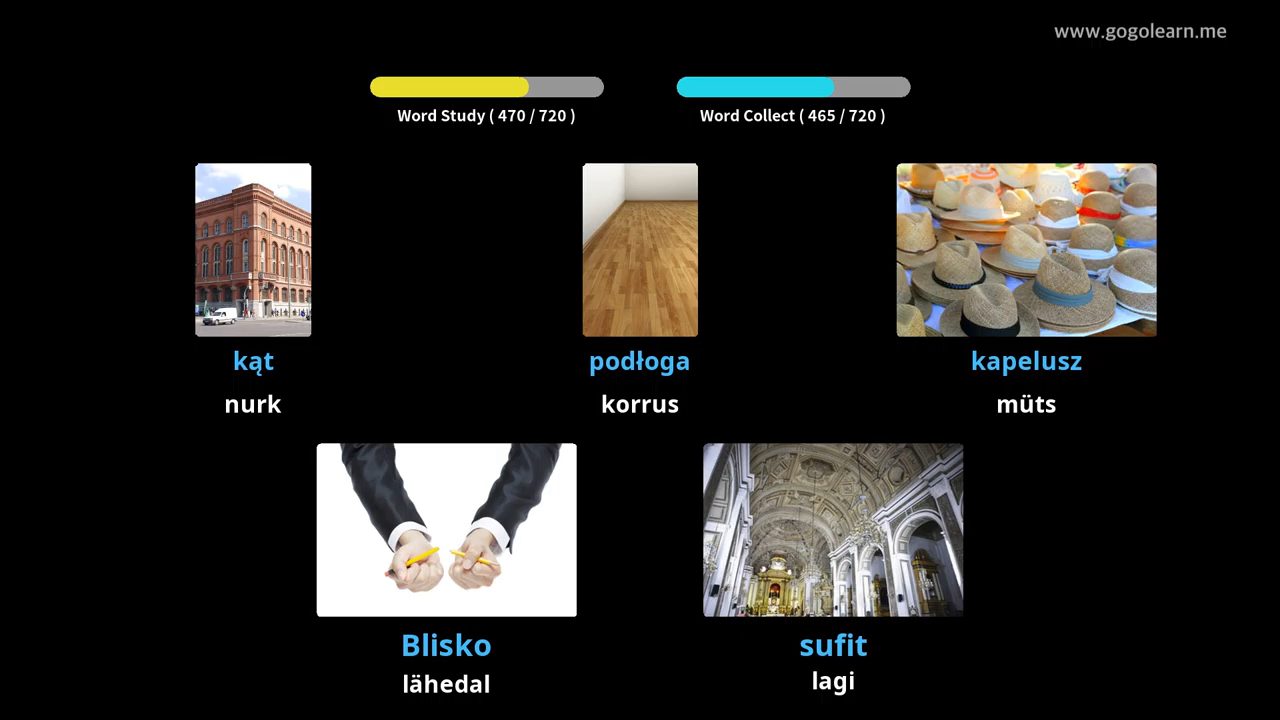 www.gogolearn.me
Word Study ( 470 / 720 )
Word Collect ( 465 / 720 )
kąt
podłoga
kapelusz
nurk
korrus
müts
Blisko
sufit
lähedal
lagi